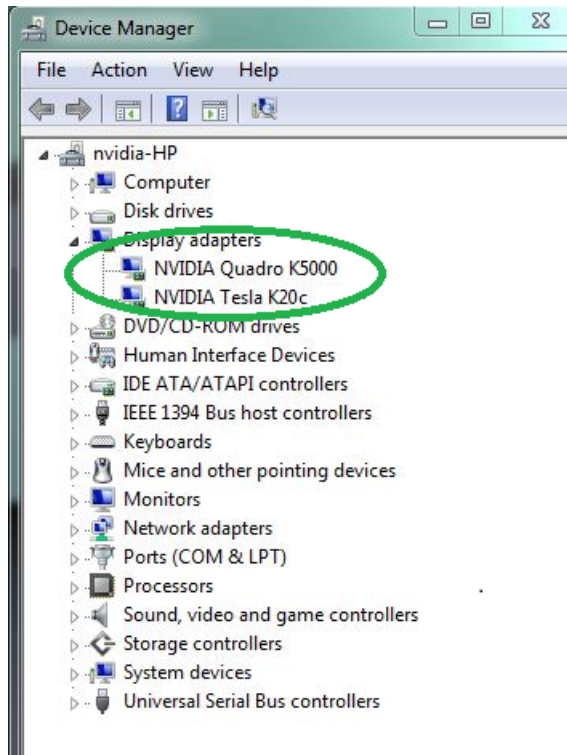 Device Manager
File Action View Help
nvidia-HP
Computer
Disk drives
Display adapters
NVIDIA Quadro K5000
NVIDIA Tesla K20c
DVD/CD-ROM drives
Human Interface Devices
IDE ATA/ATAPI controllers
IEEE 1394 Bus host controllers
Keyboards
Mice and other pointing devices
Monitors
Network adapters
Ports (COM & LPT)
Processors
Sound, video and game controllers
Storage controllers
System devices
Universal Serial Bus controllers